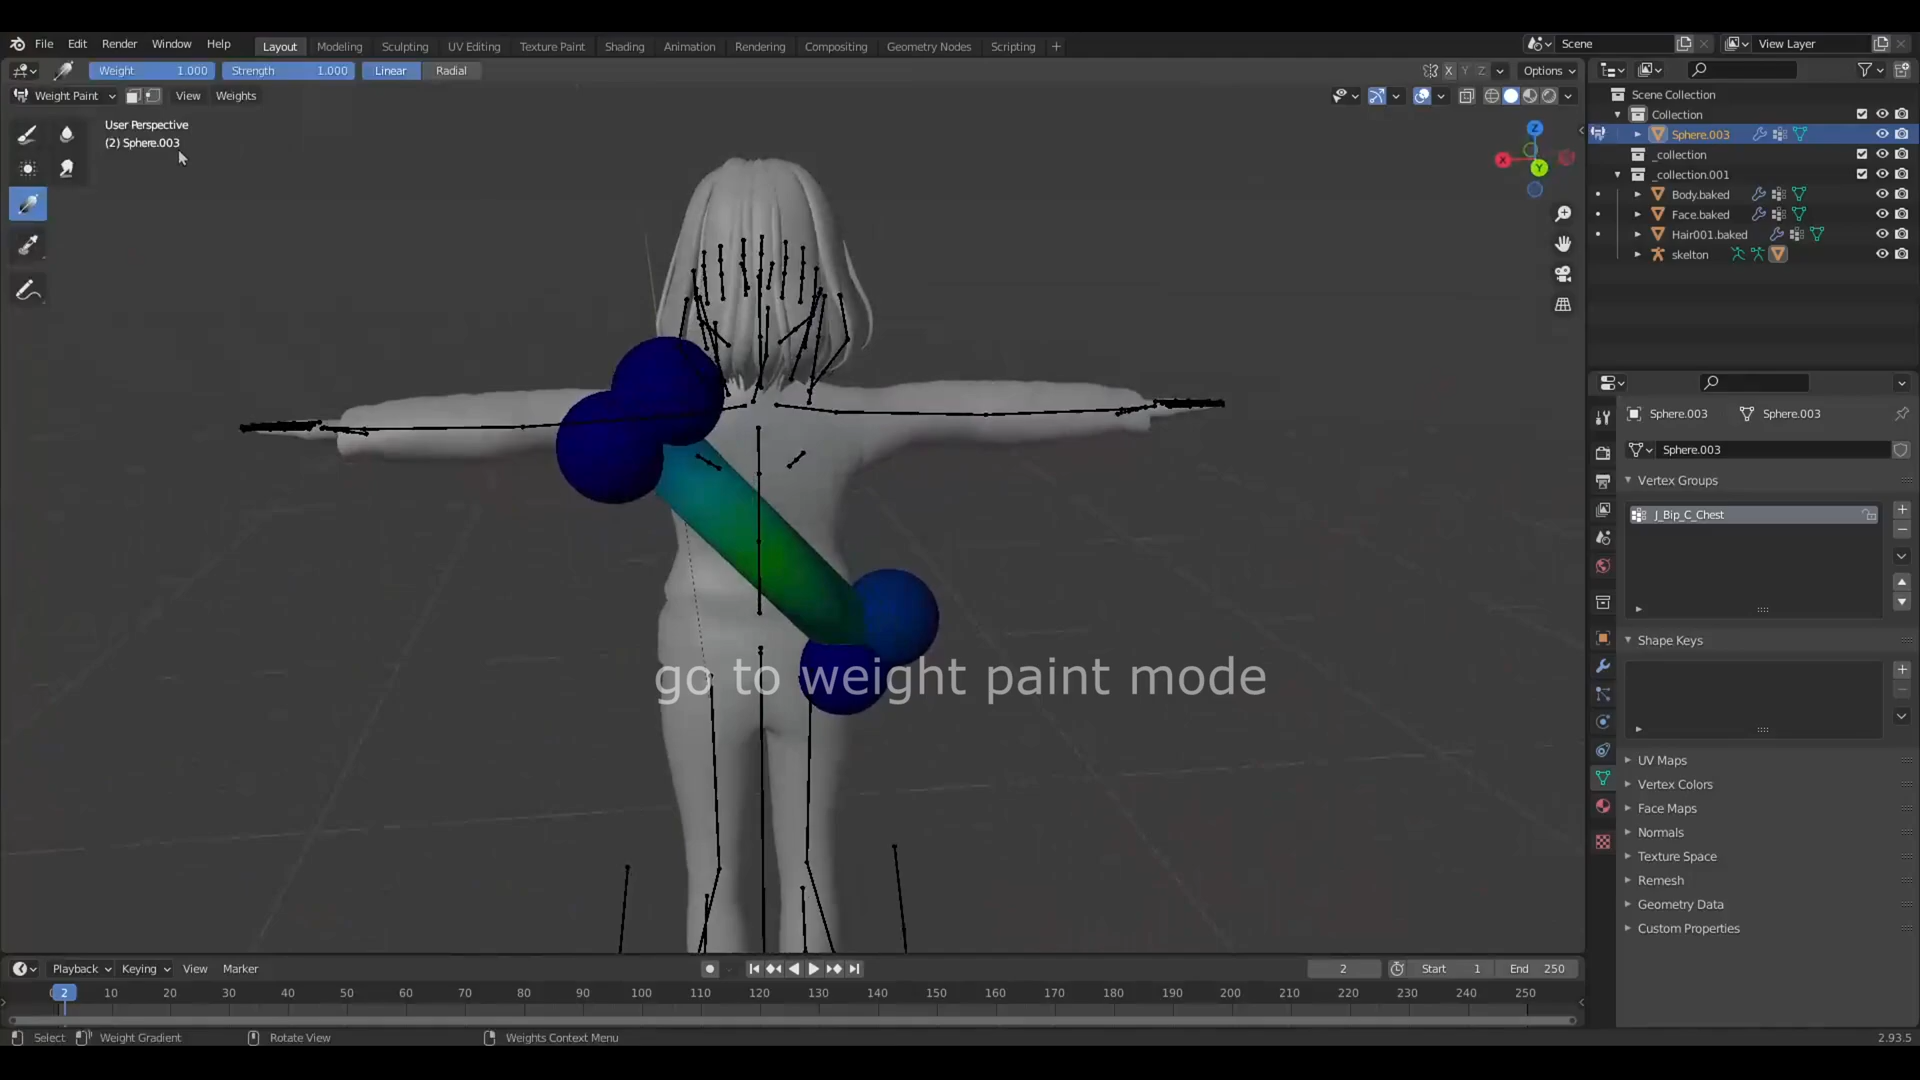 File Edit Render Window Help Layout Modeling Sculpting UV Editing Texture Paint Shading Animation Rendering Compositing Geometry Nodes Scripting +
Scene View Layer
Weight 1.000 Strength 1.000 Linear Radial X Y Z Options
Weight Paint View Weights
User Perspective
(2) Sphere.003
Z
X
Y
Scene Collection
Collection
Sphere.003
_collection
_collection.001
Body.baked
Face.baked
Hair001.baked
skelton
Sphere.003 Sphere.003
Sphere.003
Vertex Groups
J_Bip_C_Chest
Shape Keys
UV Maps
Vertex Colors
Face Maps
Normals
Texture Space
Remesh
Geometry Data
Custom Properties
go to weight paint mode
Playback Keying View Marker 2 Start 1 End 250
2 10 20 30 40 50 60 70 80 90 100 110 120 130 140 150 160 170 180 190 200 210 220 230 240 250
Select Weight Gradient Rotate View Weights Context Menu 2.93.5